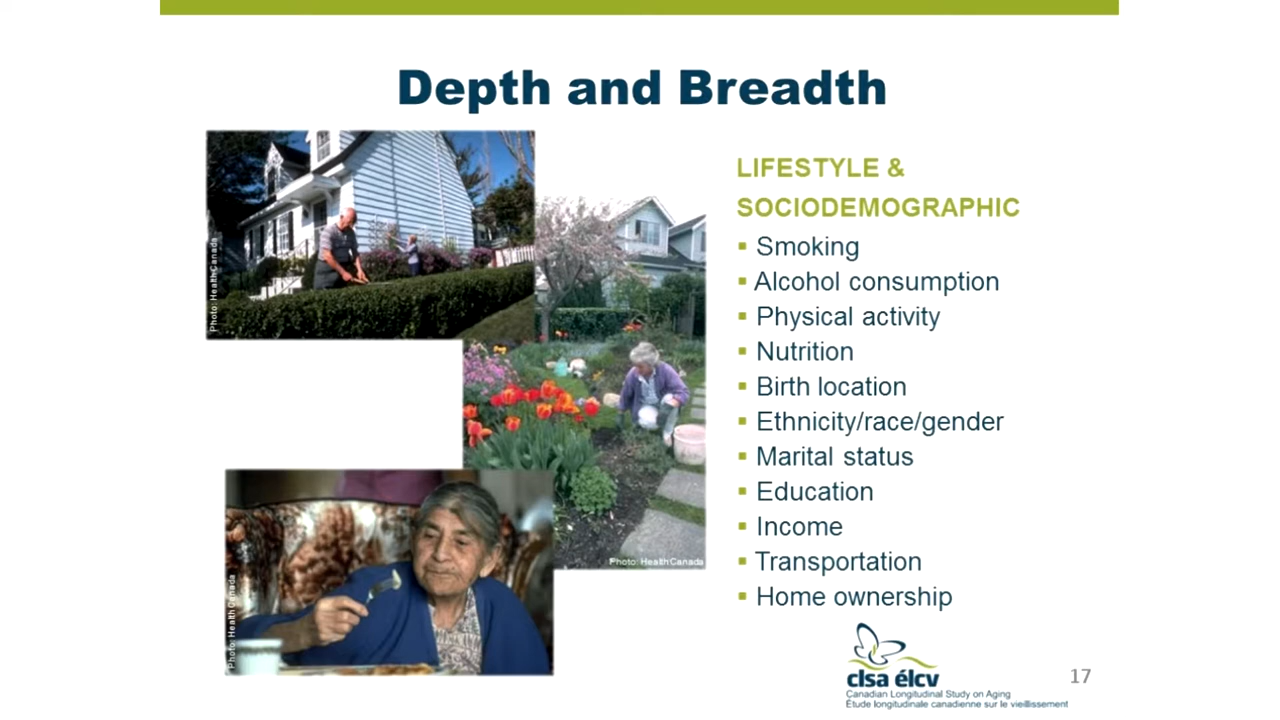 Depth and Breadth
Photo: Health Canada
Photo: Health Canada
Photo: Health Canada
LIFESTYLE &
SOCIODEMOGRAPHIC
▪ Smoking
▪ Alcohol consumption
▪ Physical activity
▪ Nutrition
▪ Birth location
▪ Ethnicity/race/gender
▪ Marital status
▪ Education
▪ Income
▪ Transportation
▪ Home ownership
clsa élcv
Canadian Longitudinal Study on Aging
Étude longitudinale canadienne sur le vieillissement
17